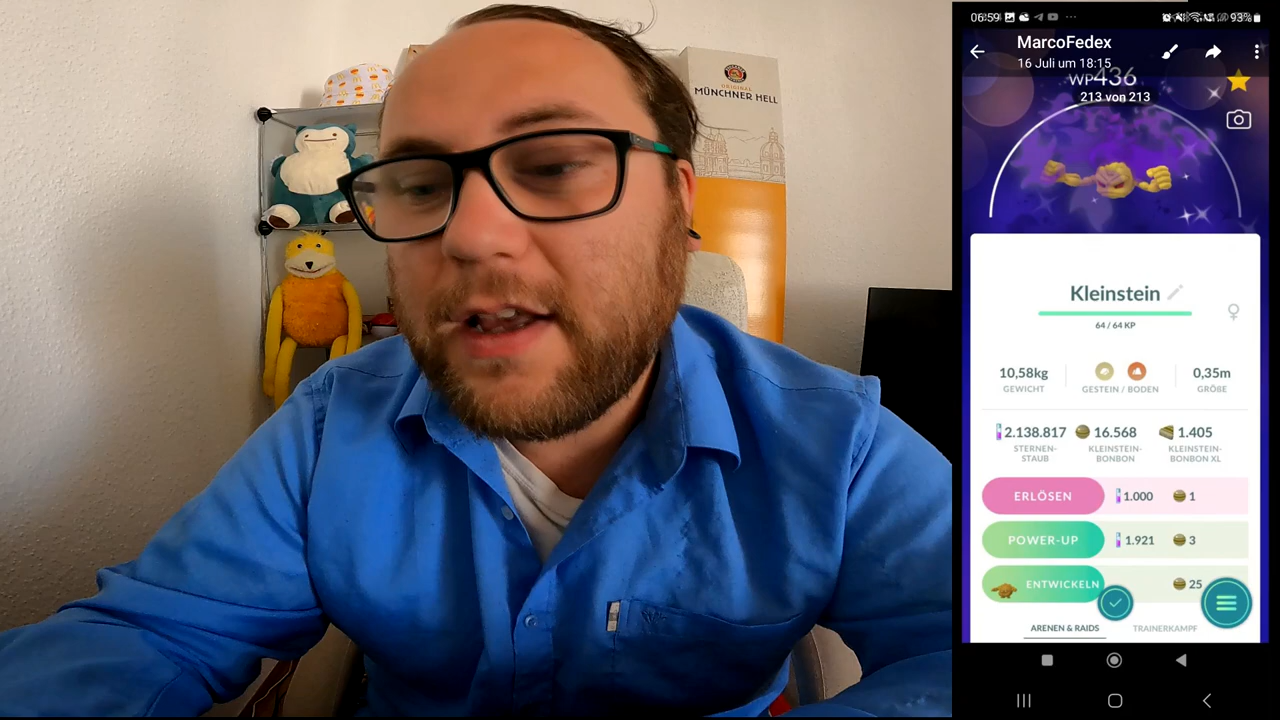 ORIGINAL
MÜNCHNER HELL
06:59
93%
MarcoFedex
16 Juli um 18:15
WP436
213 von 213
Kleinstein
64 / 64 KP
10,58kg
GEWICHT
GESTEIN / BODEN
0,35m
GRÖßE
2.138.817
STERNEN-
STAUB
16.568
KLEINSTEIN-
BONBON
1.405
KLEINSTEIN-
BONBON XL
ERLÖSEN
1.000
1
POWER-UP
1.921
3
ENTWICKELN
25
ARENEN & RAIDS
TRAINERKAMPF